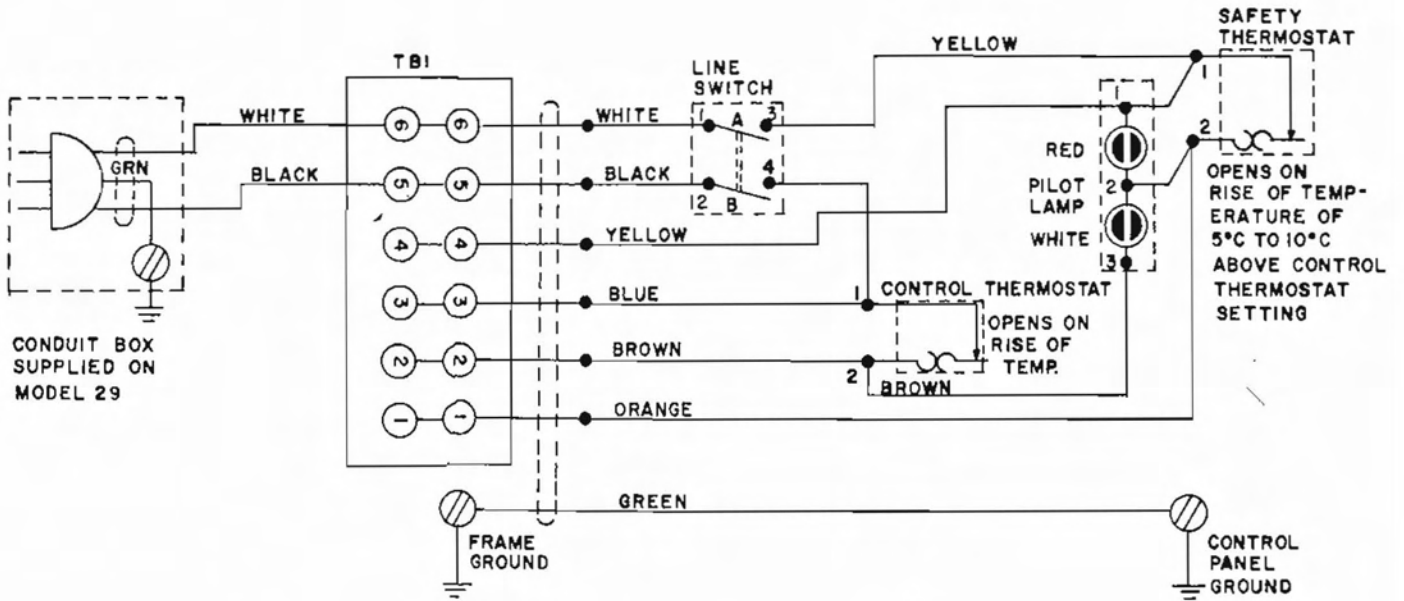 SAFETY
THERMOSTAT
YELLOW
TB1
LINE
SWITCH
WHITE
6 6
WHITE
1 A 3
1
GRN
BLACK
5 5
BLACK
4
2 B
1
RED
2
PILOT
LAMP
2
WHITE
3
OPENS ON
RISE OF TEMP-
ERATURE OF
5°C TO 10°C
ABOVE CONTROL
THERMOSTAT
SETTING
4 4
YELLOW
3 3
BLUE
1
CONTROL THERMOSTAT
OPENS ON
RISE OF
TEMP.
CONDUIT BOX
SUPPLIED ON
MODEL 29
2 2
BROWN
2
BROWN
1 1
ORANGE
GREEN
FRAME
GROUND
CONTROL
PANEL
GROUND